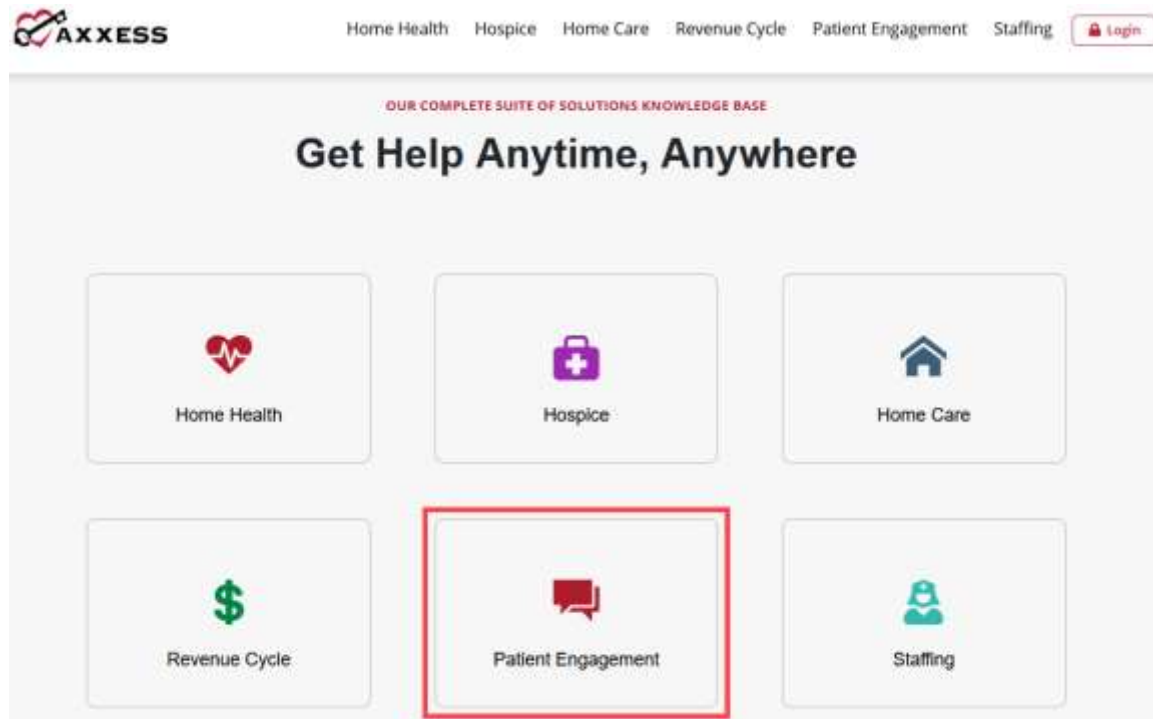 AXXESS
Home Health Hospice Home Care Revenue Cycle Patient Engagement Staffing Login
OUR COMPLETE SUITE OF SOLUTIONS KNOWLEDGE BASE
Get Help Anytime, Anywhere
Home Health Hospice Home Care
Revenue Cycle Patient Engagement Staffing